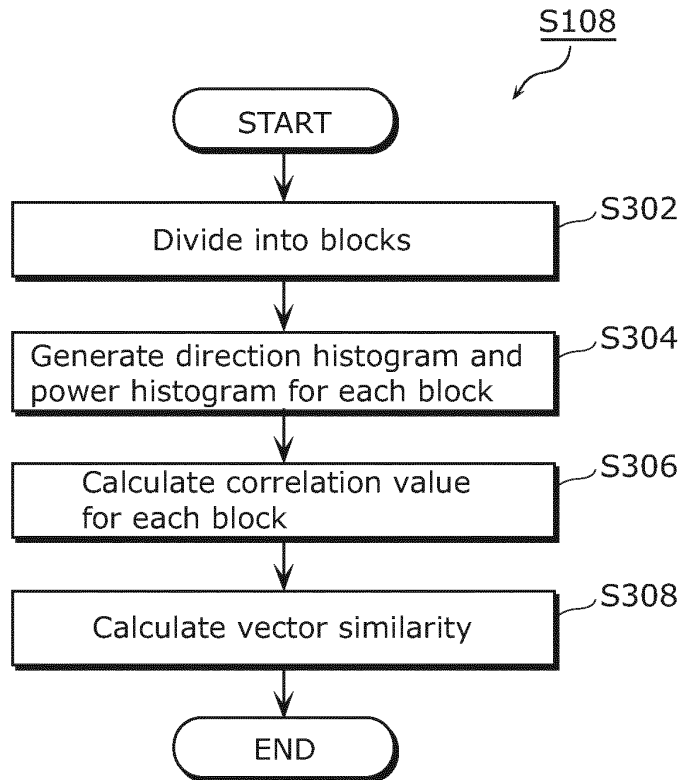 S108
START
Divide into blocks
S302
Generate direction histogram and
power histogram for each block
S304
Calculate correlation value
for each block
S306
Calculate vector similarity
S308
END